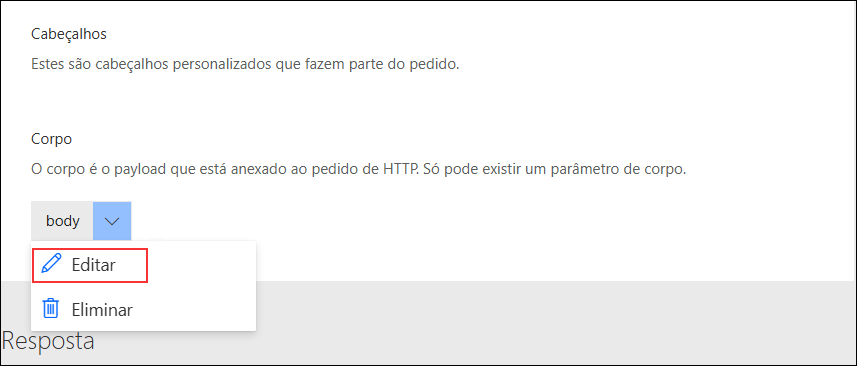 Cabeçalhos
Estes são cabeçalhos personalizados que fazem parte do pedido.
Corpo
O corpo é o payload que está anexado ao pedido de HTTP. Só pode existir um parâmetro de corpo.
body
Editar
Eliminar
Resposta